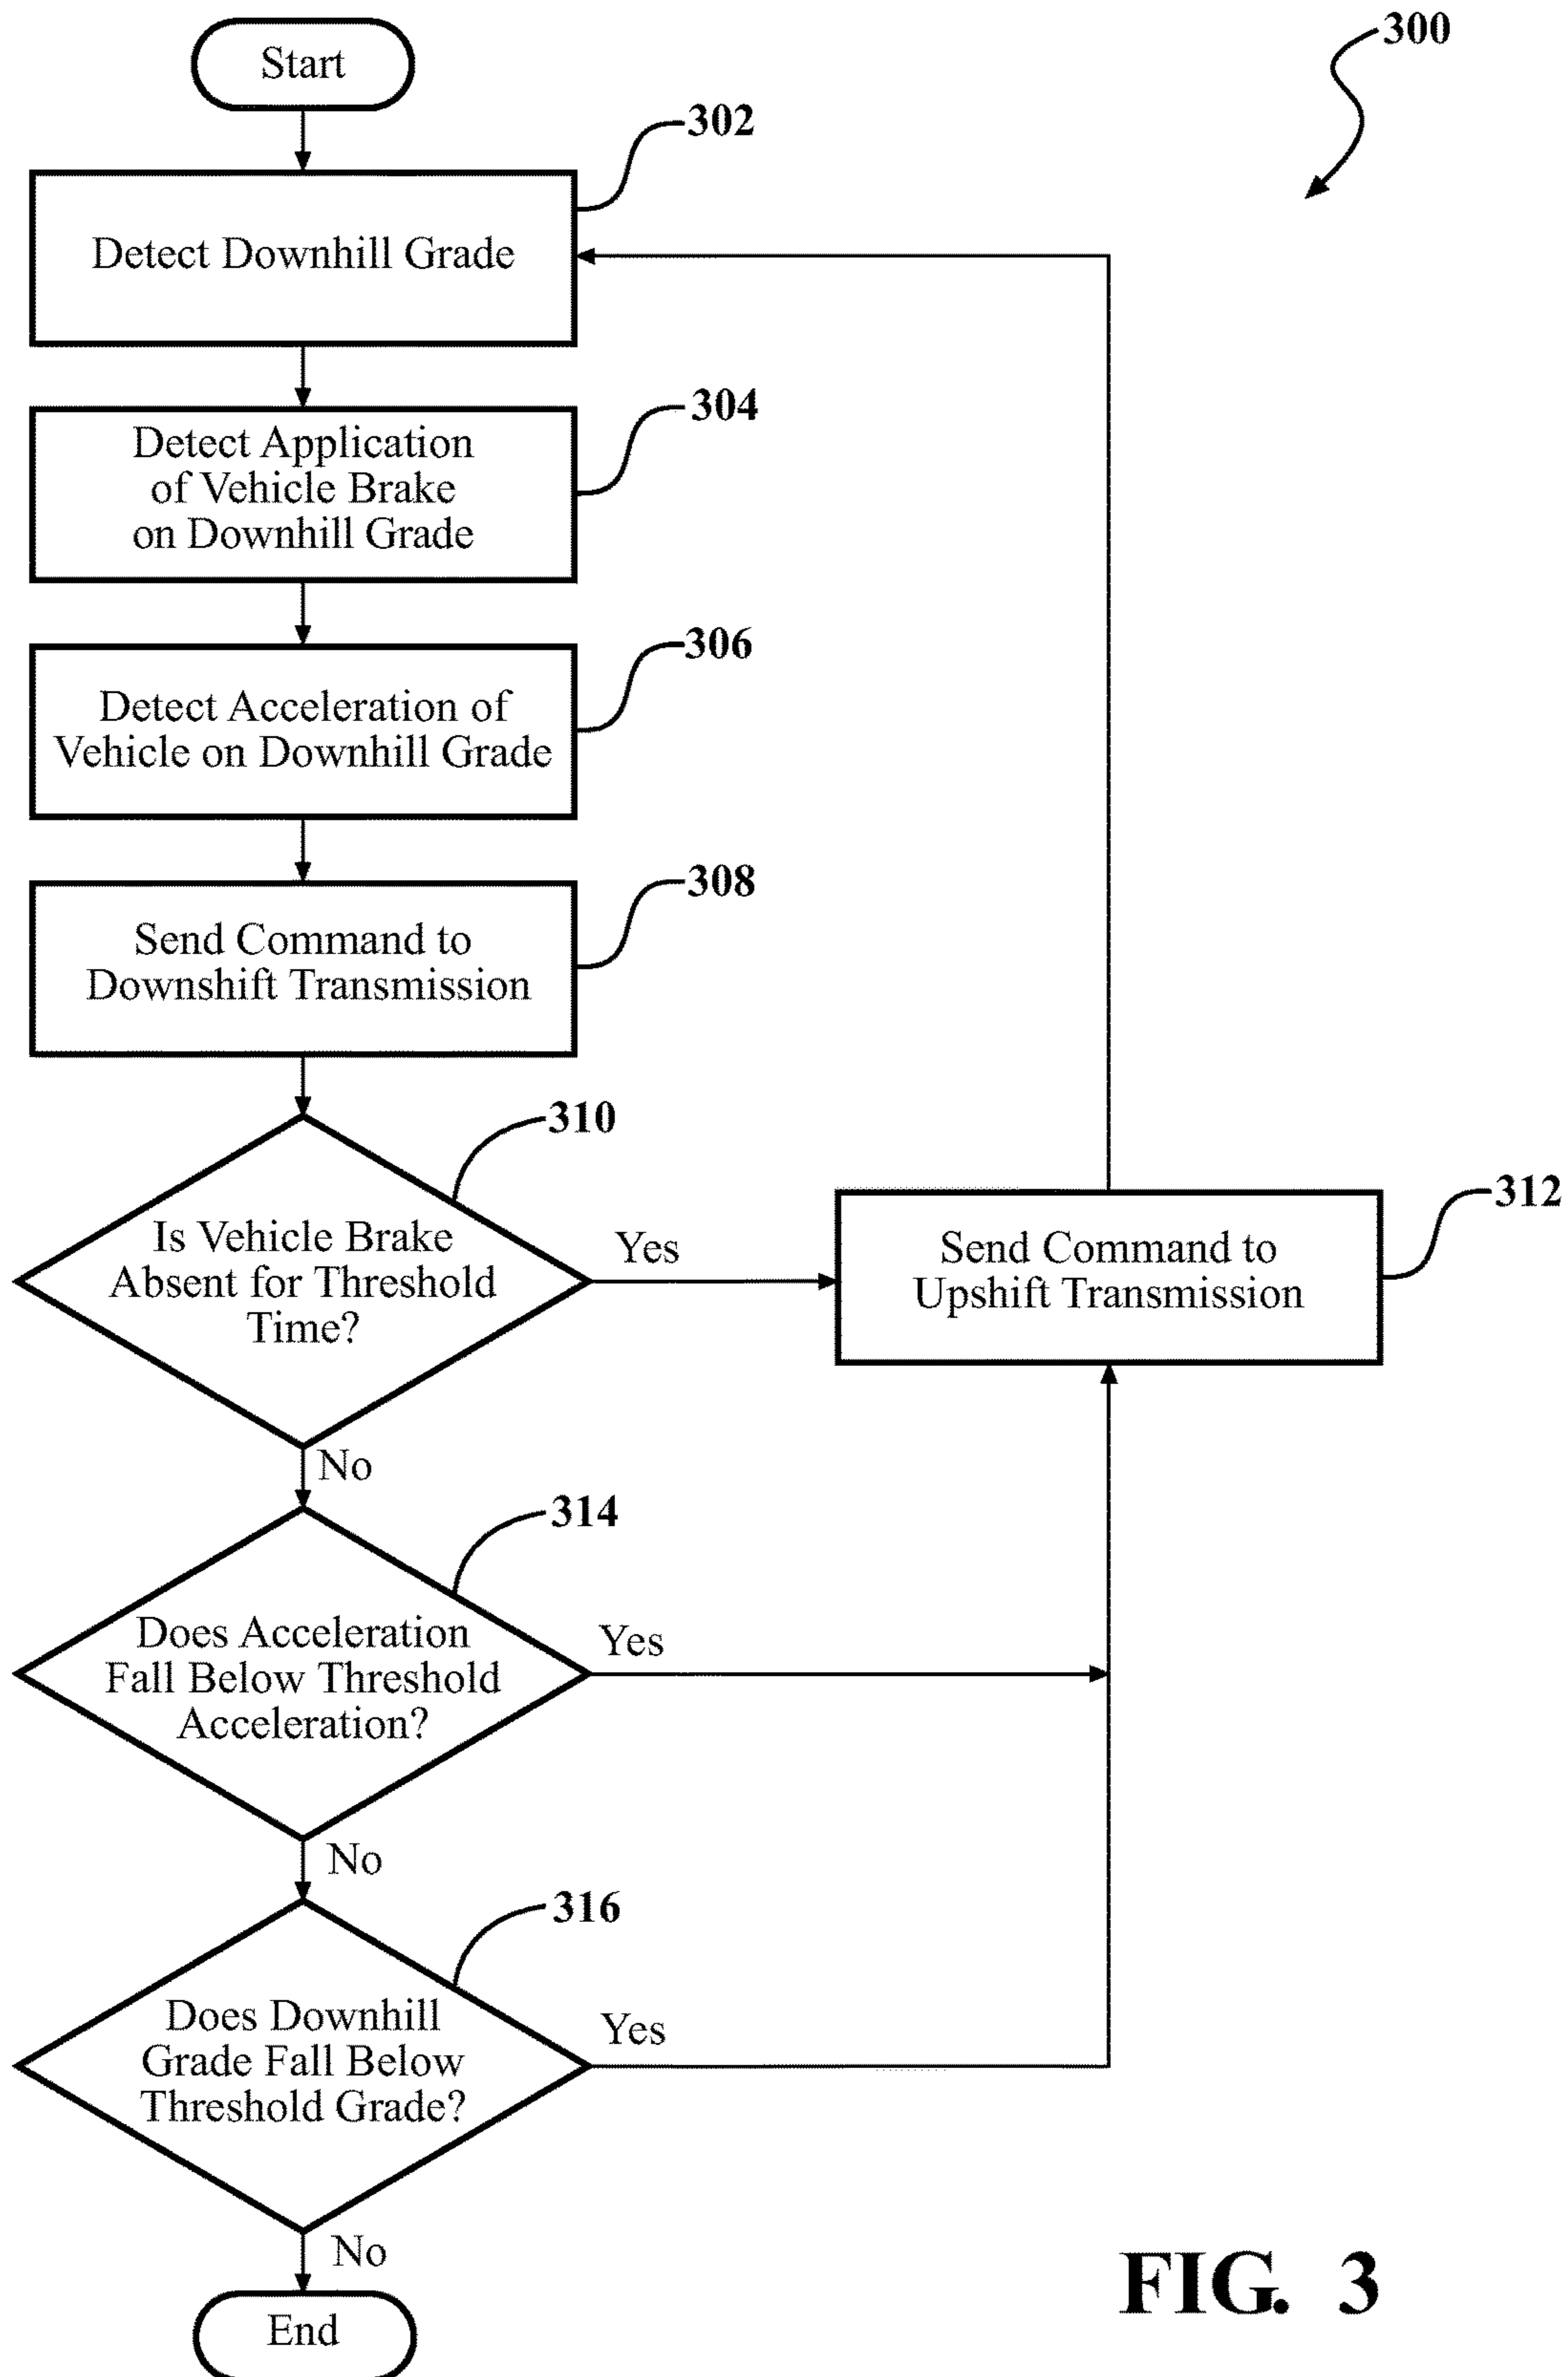 Start
300
302
Detect Downhill Grade
304
Detect Application
of Vehicle Brake
on Downhill Grade
306
Detect Acceleration of
Vehicle on Downhill Grade
308
Send Command to
Downshift Transmission
310
Is Vehicle Brake
Absent for Threshold
Time?
Yes
312
Send Command to
Upshift Transmission
No
314
Does Acceleration
Fall Below Threshold
Acceleration?
Yes
No
316
Does Downhill
Grade Fall Below
Threshold Grade?
Yes
No
End
FIG. 3